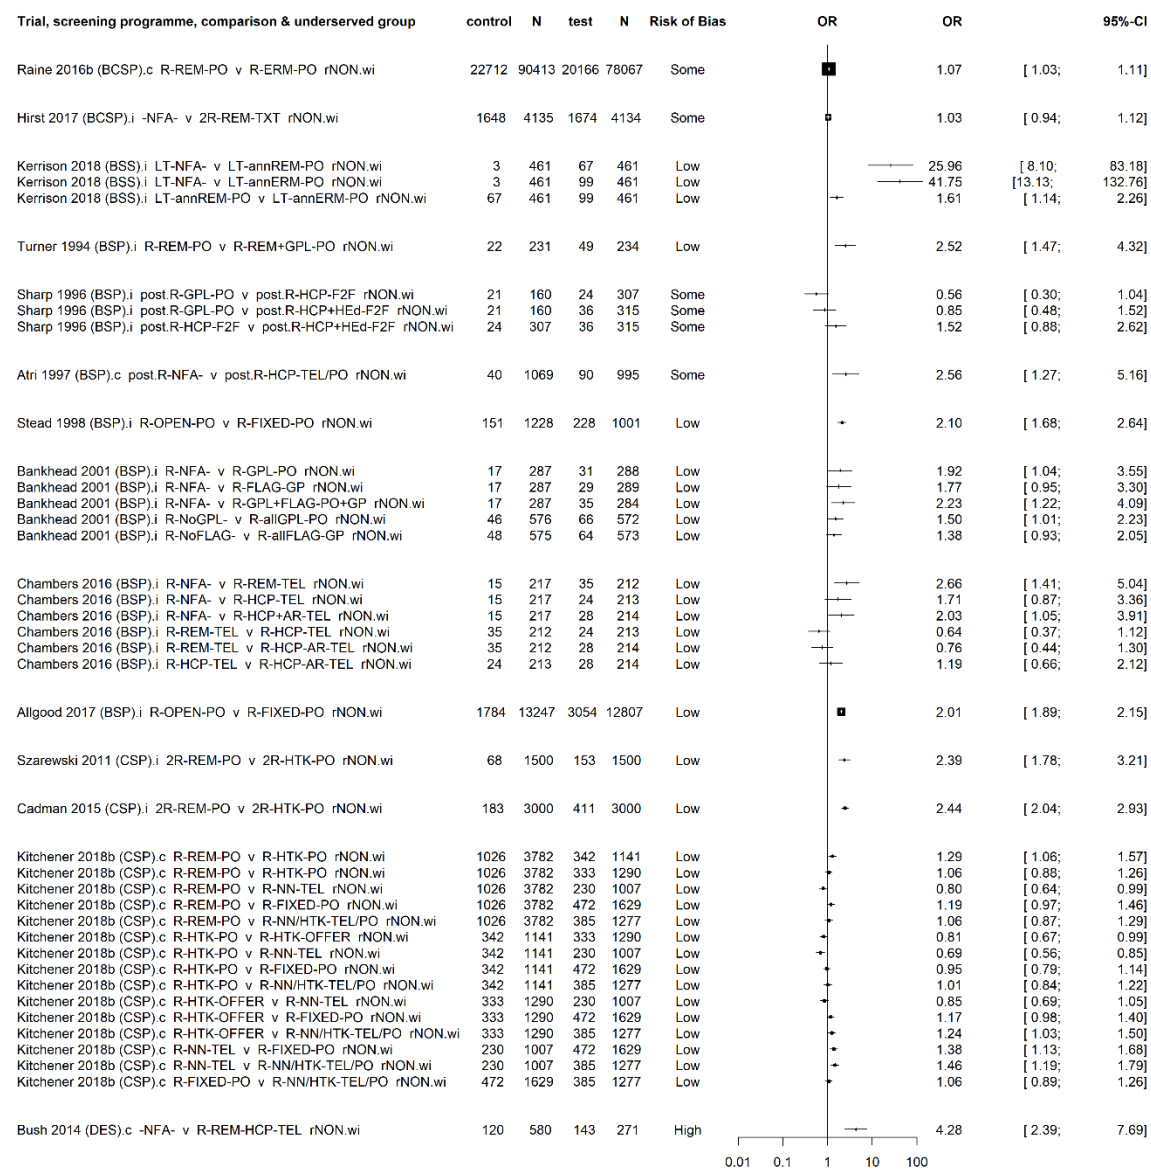 Trial, screening programme, comparison & underserved group control N test N Risk of Bias OR OR 95%-CI
Raine 2016b (BCSP).c R-REM-PO v R-ERM-PO rNON.wi 22712 90413 20166 78067 Some 1.07 [ 1.03; 1.11]
Hirst 2017 (BCSP).i -NFA- v 2R-REM-TXT rNON.wi 1648 4135 1674 4134 Some 1.03 [ 0.94; 1.12]
Kerrison 2018 (BSS).i LT-NFA- v LT-annREM-PO rNON.wi 3 461 67 461 Low 25.96 [ 8.10; 83.18]
Kerrison 2018 (BSS).i LT-NFA- v LT-annERM-PO rNON.wi 3 461 99 461 Low 41.75 [13.13; 132.76]
Kerrison 2018 (BSS).i LT-annREM-PO v LT-annERM-PO rNON.wi 67 461 99 461 Low 1.61 [ 1.14; 2.26]
Turner 1994 (BSP).i R-REM-PO v R-REM+GPL-PO rNON.wi 22 231 49 234 Low 2.52 [ 1.47; 4.32]
Sharp 1996 (BSP).i post.R-GPL-PO v post.R-HCP-F2F rNON.wi 21 160 24 307 Some 0.56 [ 0.30; 1.04]
Sharp 1996 (BSP).i post.R-GPL-PO v post.R-HCP+HEd-F2F rNON.wi 21 160 36 315 Some 0.85 [ 0.48; 1.52]
Sharp 1996 (BSP).i post.R-HCP-F2F v post.R-HCP+HEd-F2F rNON.wi 24 307 36 315 Some 1.52 [ 0.88; 2.62]
Atri 1997 (BSP).c post.R-NFA- v post.R-HCP-TEL/PO rNON.wi 40 1069 90 995 Some 2.56 [ 1.27; 5.16]
Stead 1998 (BSP).i R-OPEN-PO v R-FIXED-PO rNON.wi 151 1228 228 1001 Low 2.10 [ 1.68; 2.64]
Bankhead 2001 (BSP).i R-NFA- v R-GPL-PO rNON.wi 17 287 31 288 Low 1.92 [ 1.04; 3.55]
Bankhead 2001 (BSP).i R-NFA- v R-FLAG-GP rNON.wi 17 287 29 289 Low 1.77 [ 0.95; 3.30]
Bankhead 2001 (BSP).i R-NFA- v R-GPL+FLAG-PO+GP rNON.wi 17 287 35 284 Low 2.23 [ 1.22; 4.09]
Bankhead 2001 (BSP).i R-NoGPL- v R-allGPL-PO rNON.wi 46 576 66 572 Low 1.50 [ 1.01; 2.23]
Bankhead 2001 (BSP).i R-NoFLAG- v R-allFLAG-GP rNON.wi 48 575 64 573 Low 1.38 [ 0.93; 2.05]
Chambers 2016 (BSP).i R-NFA- v R-REM-TEL rNON.wi 15 217 35 212 Low 2.66 [ 1.41; 5.04]
Chambers 2016 (BSP).i R-NFA- v R-HCP-TEL rNON.wi 15 217 24 213 Low 1.71 [ 0.87; 3.36]
Chambers 2016 (BSP).i R-NFA- v R-HCP+AR-TEL rNON.wi 15 217 28 214 Low 2.03 [ 1.05; 3.91]
Chambers 2016 (BSP).i R-REM-TEL v R-HCP-TEL rNON.wi 35 212 24 213 Low 0.64 [ 0.37; 1.12]
Chambers 2016 (BSP).i R-REM-TEL v R-HCP-AR-TEL rNON.wi 35 212 28 214 Low 0.76 [ 0.44; 1.30]
Chambers 2016 (BSP).i R-HCP-TEL v R-HCP-AR-TEL rNON.wi 24 213 28 214 Low 1.19 [ 0.66; 2.12]
Allgood 2017 (BSP).i R-OPEN-PO v R-FIXED-PO rNON.wi 1784 13247 3054 12807 Low 2.01 [ 1.89; 2.15]
Szarewski 2011 (CSP).i 2R-REM-PO v 2R-HTK-PO rNON.wi 68 1500 153 1500 Low 2.39 [ 1.78; 3.21]
Cadman 2015 (CSP).i 2R-REM-PO v 2R-HTK-PO rNON.wi 183 3000 411 3000 Low 2.44 [ 2.04; 2.93]
Kitchener 2018b (CSP).c R-REM-PO v R-HTK-PO rNON.wi 1026 3782 342 1141 Low 1.29 [ 1.06; 1.57]
Kitchener 2018b (CSP).c R-REM-PO v R-HTK-PO rNON.wi 1026 3782 333 1290 Low 1.06 [ 0.88; 1.26]
Kitchener 2018b (CSP).c R-REM-PO v R-NN-TEL rNON.wi 1026 3782 230 1007 Low 0.80 [ 0.64; 0.99]
Kitchener 2018b (CSP).c R-REM-PO v R-FIXED-PO rNON.wi 1026 3782 472 1629 Low 1.19 [ 0.97; 1.46]
Kitchener 2018b (CSP).c R-REM-PO v R-NN/HTK-TEL/PO rNON.wi 1026 3782 385 1277 Low 1.06 [ 0.87; 1.29]
Kitchener 2018b (CSP).c R-HTK-PO v R-HTK-OFFER rNON.wi 342 1141 333 1290 Low 0.81 [ 0.67; 0.99]
Kitchener 2018b (CSP).c R-HTK-PO v R-NN-TEL rNON.wi 342 1141 230 1007 Low 0.69 [ 0.56; 0.85]
Kitchener 2018b (CSP).c R-HTK-PO v R-FIXED-PO rNON.wi 342 1141 472 1629 Low 0.95 [ 0.79; 1.14]
Kitchener 2018b (CSP).c R-HTK-PO v R-NN/HTK-TEL/PO rNON.wi 342 1141 385 1277 Low 1.01 [ 0.84; 1.22]
Kitchener 2018b (CSP).c R-HTK-OFFER v R-NN-TEL rNON.wi 333 1290 230 1007 Low 0.85 [ 0.69; 1.05]
Kitchener 2018b (CSP).c R-HTK-OFFER v R-FIXED-PO rNON.wi 333 1290 472 1629 Low 1.17 [ 0.98; 1.40]
Kitchener 2018b (CSP).c R-HTK-OFFER v R-NN/HTK-TEL/PO rNON.wi 333 1290 385 1277 Low 1.24 [ 1.03; 1.50]
Kitchener 2018b (CSP).c R-NN-TEL v R-FIXED-PO rNON.wi 230 1007 472 1629 Low 1.38 [ 1.13; 1.68]
Kitchener 2018b (CSP).c R-NN-TEL v R-NN/HTK-TEL/PO rNON.wi 230 1007 385 1277 Low 1.46 [ 1.19; 1.79]
Kitchener 2018b (CSP).c R-FIXED-PO v R-NN/HTK-TEL/PO rNON.wi 472 1629 385 1277 Low 1.06 [ 0.89; 1.26]
Bush 2014 (DES).c -NFA- v R-REM-HCP-TEL rNON.wi 120 580 143 271 High 4.28 [ 2.39; 7.69]
0.01 0.1 1 10 100